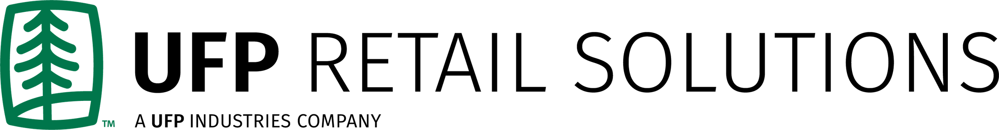 UFP RETAIL SOLUTIONS
A UFP INDUSTRIES COMPANY
TM